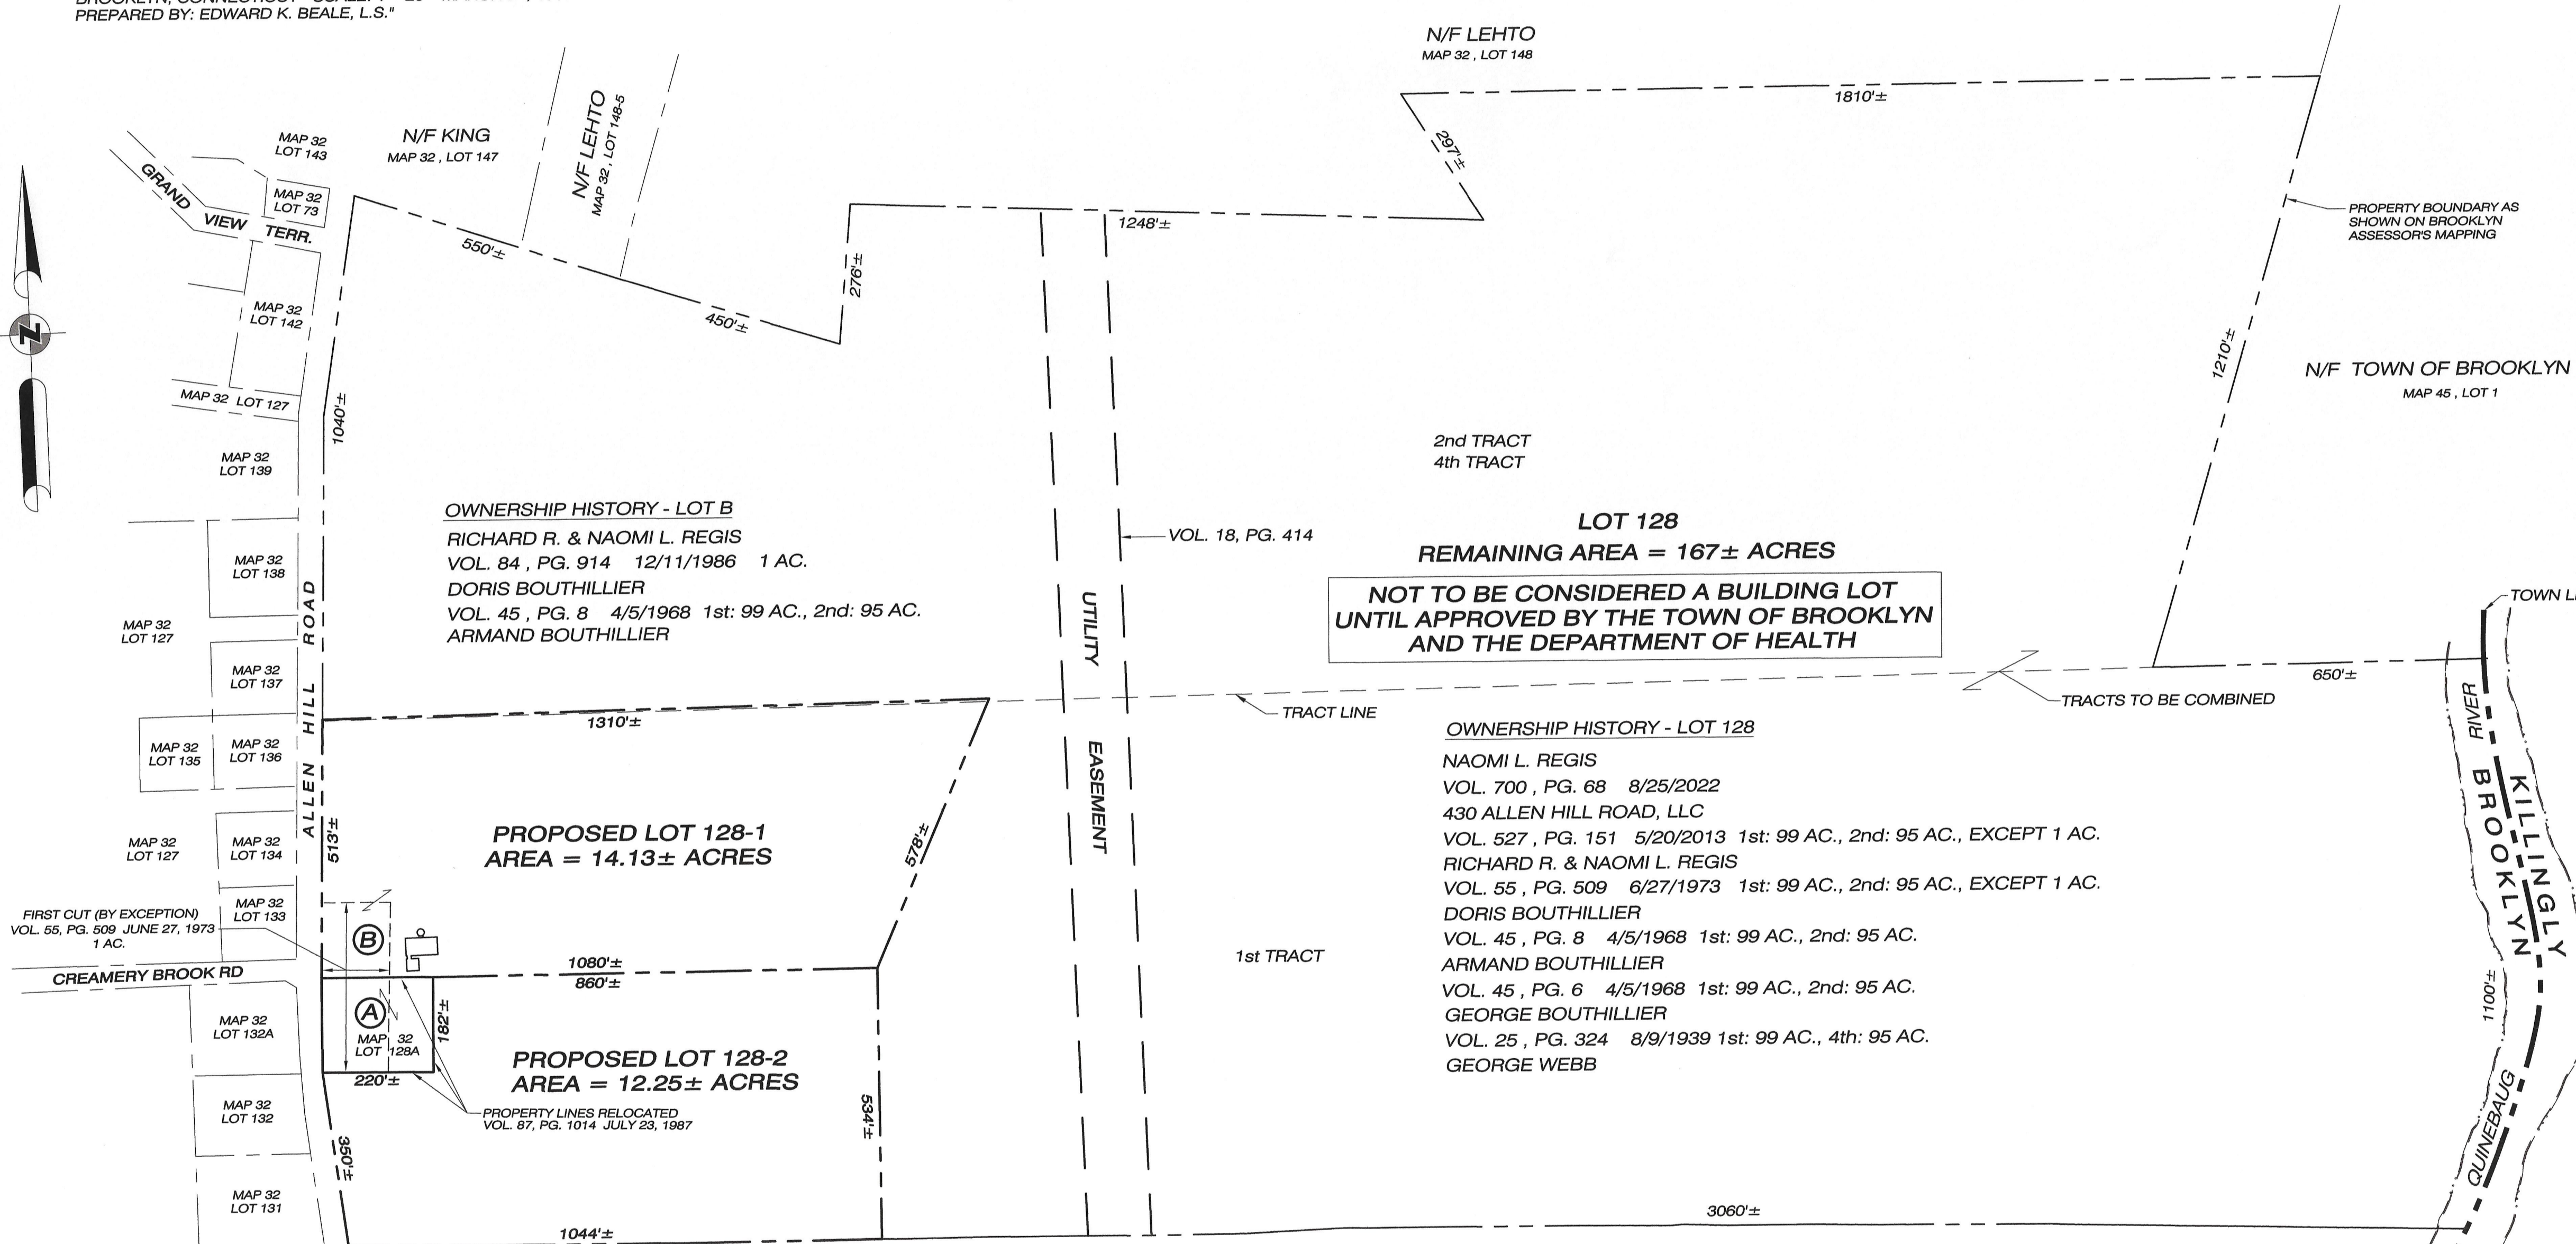 PREPARED BY: EDWARD K. BEALE, L.S."
N/F LEHTO
MAP 32 , LOT 148
1810'±
297'±
MAP 32
LOT 143
N/F KING
MAP 32 , LOT 147
N/F LEHTO
MAP 32, LOT 148-5
GRAND VIEW TERR.
MAP 32
LOT 73
550'±
1248'±
276'±
450'±
PROPERTY BOUNDARY AS
SHOWN ON BROOKLYN
ASSESSOR'S MAPPING
Z
MAP 32
LOT 142
1210'±
N/F TOWN OF BROOKLYN
MAP 45 , LOT 1
MAP 32 LOT 127
1040'±
MAP 32
LOT 139
2nd TRACT
4th TRACT
OWNERSHIP HISTORY - LOT B
RICHARD R. & NAOMI L. REGIS
VOL. 84 , PG. 914 12/11/1986 1 AC.
DORIS BOUTHILLIER
VOL. 45 , PG. 8 4/5/1968 1st: 99 AC., 2nd: 95 AC.
ARMAND BOUTHILLIER
VOL. 18, PG. 414
LOT 128
REMAINING AREA = 167± ACRES
NOT TO BE CONSIDERED A BUILDING LOT
UNTIL APPROVED BY THE TOWN OF BROOKLYN
AND THE DEPARTMENT OF HEALTH
MAP 32
LOT 138
MAP 32
LOT 127
MAP 32
LOT 137
ALLEN HILL ROAD
UTILITY EASEMENT
TOWN
650'±
TRACTS TO BE COMBINED
TRACT LINE
1310'±
MAP 32
LOT 135
MAP 32
LOT 136
513'±
578'±
PROPOSED LOT 128-1
AREA = 14.13± ACRES
MAP 32
LOT 127
MAP 32
LOT 134
MAP 32
LOT 133
OWNERSHIP HISTORY - LOT 128
NAOMI L. REGIS
VOL. 700 , PG. 68 8/25/2022
430 ALLEN HILL ROAD, LLC
VOL. 527 , PG. 151 5/20/2013 1st: 99 AC., 2nd: 95 AC., EXCEPT 1 AC.
RICHARD R. & NAOMI L. REGIS
VOL. 55 , PG. 509 6/27/1973 1st: 99 AC., 2nd: 95 AC., EXCEPT 1 AC.
DORIS BOUTHILLIER
VOL. 45 , PG. 8 4/5/1968 1st: 99 AC., 2nd: 95 AC.
ARMAND BOUTHILLIER
VOL. 45 , PG. 6 4/5/1968 1st: 99 AC., 2nd: 95 AC.
GEORGE BOUTHILLIER
VOL. 25 , PG. 324 8/9/1939 1st: 99 AC., 4th: 95 AC.
GEORGE WEBB
QUINEBAUG RIVER
BROOKLYN
KILLINGLY
1100'±
FIRST CUT (BY EXCEPTION)
VOL. 55, PG. 509 JUNE 27, 1973
1 AC.
B
1st TRACT
CREAMERY BROOK RD
1080'±
860'±
A
MAP 32
LOT 128A
182'±
MAP 32
LOT 132A
PROPOSED LOT 128-2
AREA = 12.25± ACRES
220'±
PROPERTY LINES RELOCATED
VOL. 87, PG. 1014 JULY 23, 1987
MAP 32
LOT 132
534'±
350'±
MAP 32
LOT 131
1044'±
3060'±